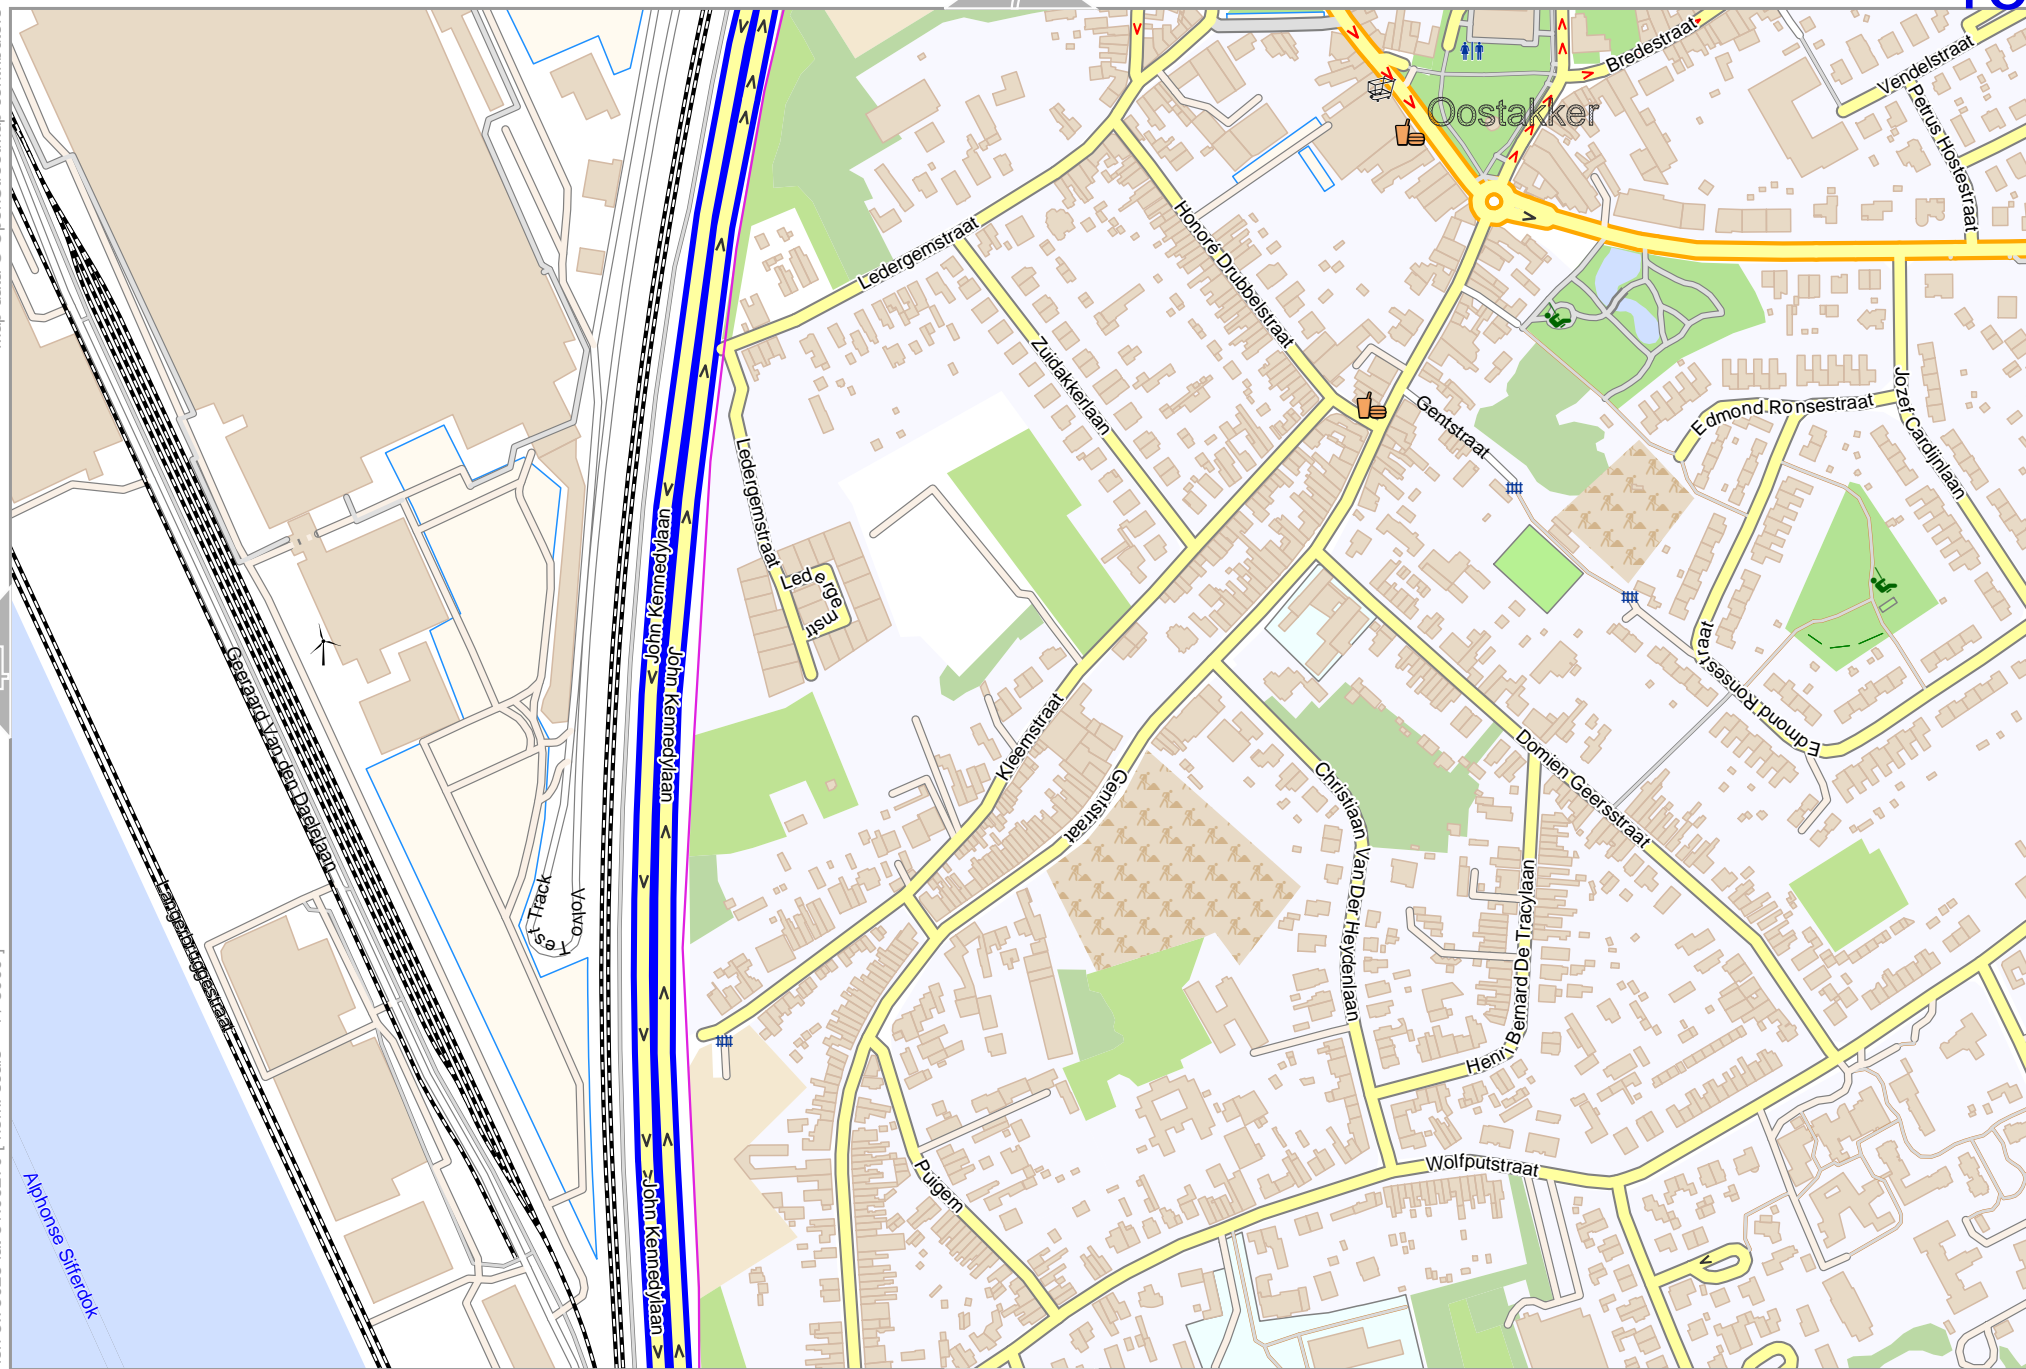 Bredestraat
Vendelstraat
Oostakker
Petrus Hostestraat
Ledergemstraat
Honoré Drubbelstraat
Zuidakkerlaan
Gentstraat
Edmond Ronsestraat
Jozef Cardijnlaan
Ledergemstraat
John Kennedylaan
Ledergemstr
Geeraard Van den Daelelaan
John Kennedylaan
Edmond Ronsestraat
Kleemstraat
Gentstraat
Domien Geersstraat
Christiaan Van Der Heydenlaan
Volvo
Test Track
Langerbruggestraat
Henri Bernard De Tracylaan
Puigem
Wolfputstraat
John Kennedylaan
Alphonse Sifferdok